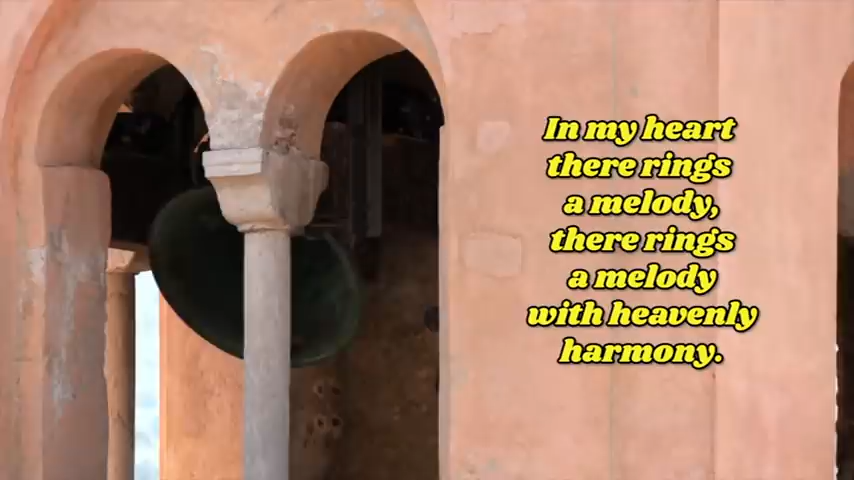 In my heart
there rings
a melody,
there rings
a melody
with heavenly
harmony.